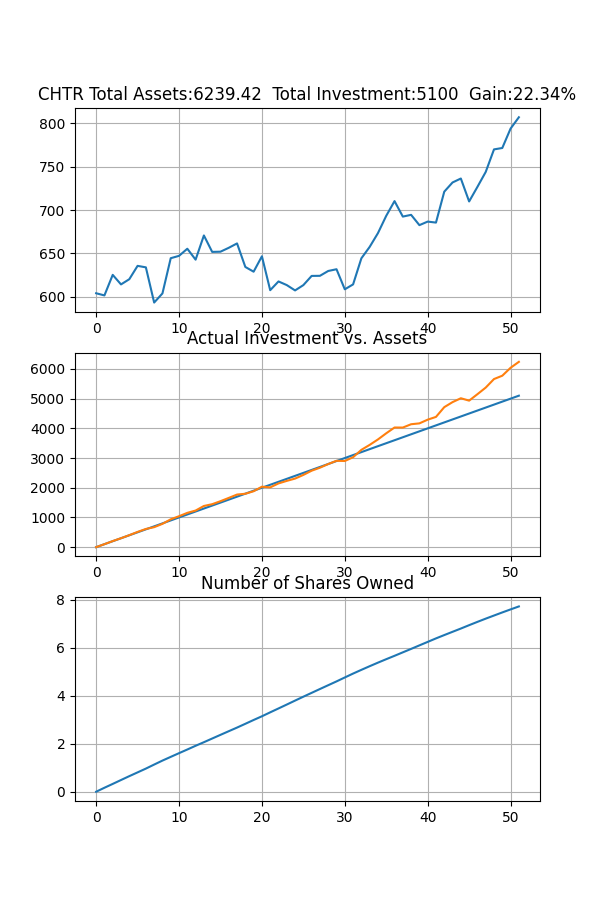 CHTR Total Assets:6239.42  Total Investment:5100  Gain:22.34%
800
750
700
650
600
0 10 20 30 40 50
Actual Investment vs. Assets
6000
5000
4000
3000
2000
1000
0
0 10 20 30 40 50
Number of Shares Owned
8
6
4
2
0
0 10 20 30 40 50